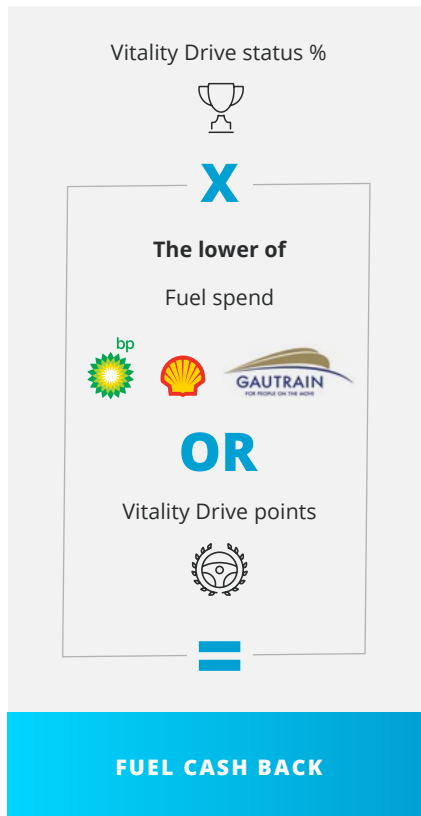 Vitality Drive status %
X
The lower of
Fuel spend
bp
GAUTRAIN
FOR PEOPLE ON THE MOVE
OR
Vitality Drive points
=
FUEL CASH BACK